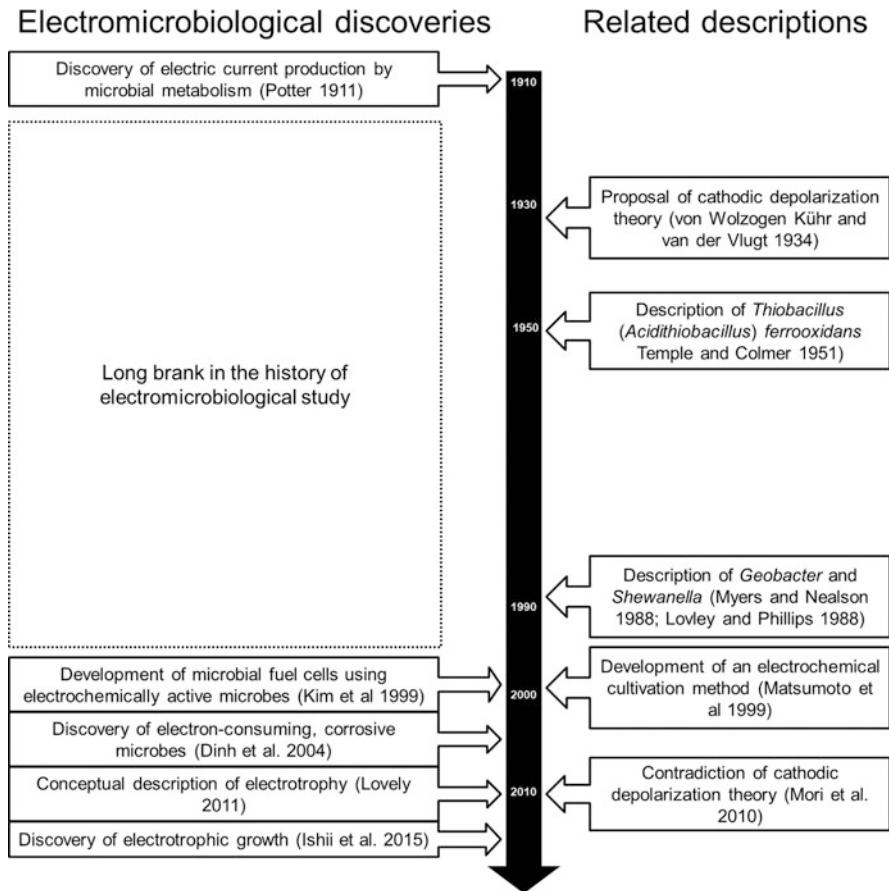 Electromicrobiological discoveries
Related descriptions
Discovery of electric current production by
microbial metabolism (Potter 1911)
1910
1930
Proposal of cathodic depolarization
theory (von Wolzogen Kühr and
van der Vlugt 1934)
1950
Description of Thiobacillus
(Acidithiobacillus) ferrooxidans
Temple and Colmer 1951)
Long brank in the history of
electromicrobiological study
1990
Description of Geobacter and
Shewanella (Myers and Nealson
1988; Lovley and Phillips 1988)
Development of microbial fuel cells using
electrochemically active microbes (Kim et al 1999)
2000
Development of an electrochemical
cultivation method (Matsumoto et
al 1999)
Discovery of electron-consuming, corrosive
microbes (Dinh et al. 2004)
Conceptual description of electrotrophy (Lovely
2011)
2010
Contradiction of cathodic
depolarization theory (Mori et al.
2010)
Discovery of electrotrophic growth (Ishii et al. 2015)